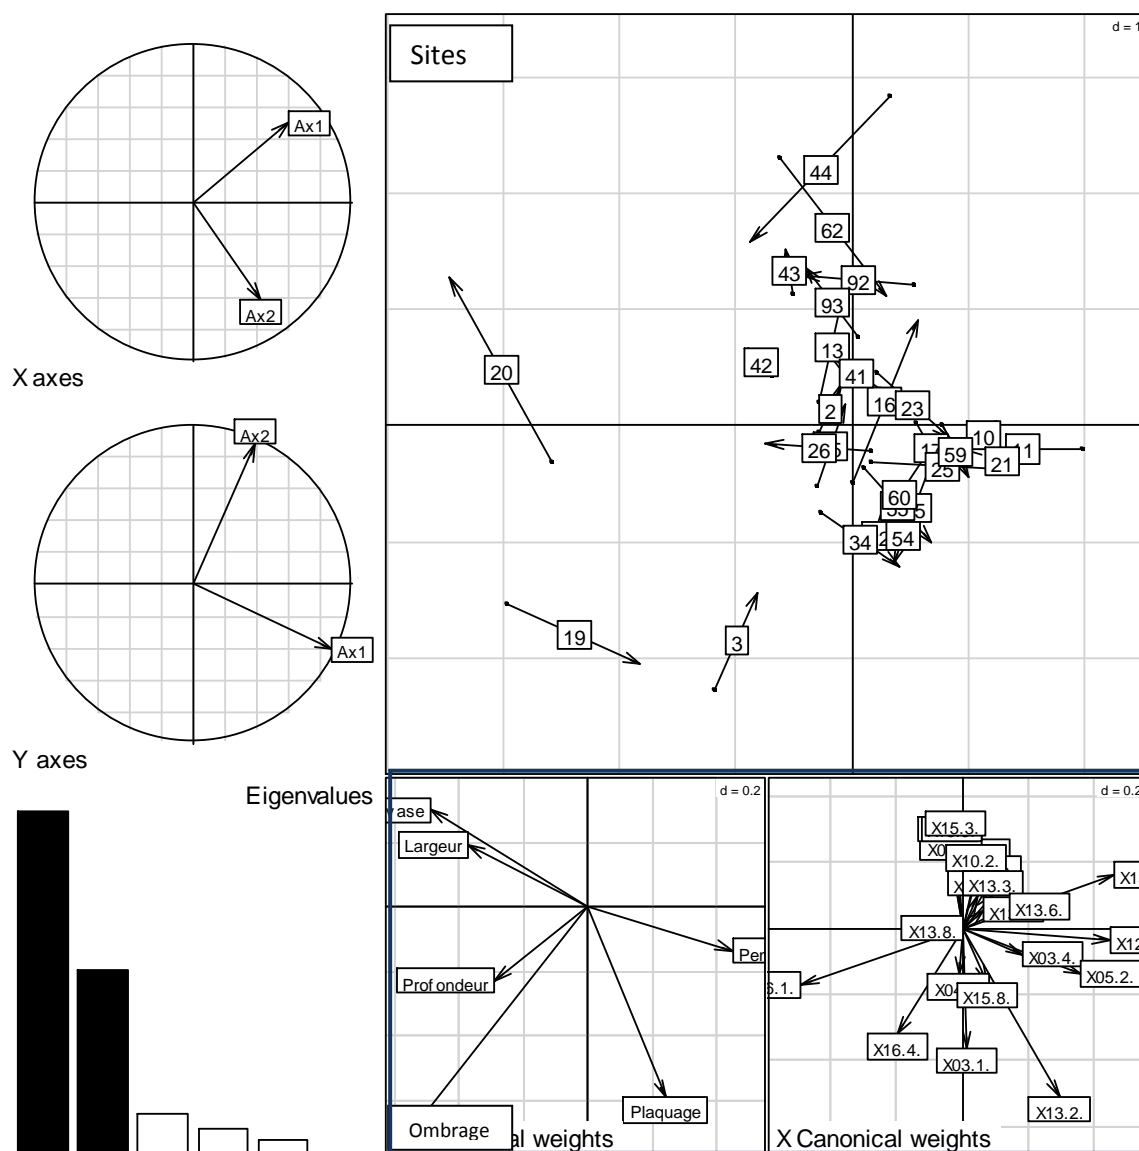 Sites
d = 1
Ax1
Ax2
X axes
Ax2
Ax1
Y axes
Eigenvalues
44
62
43
92
93
13
42
41
20
16
23
2
10
26
59
11
21
25
60
34
54
19
3
d = 0.2
Largeur
Profondeur
Plaquage
Ombrage
weights
d = 0.2
X15.3.
X10.2.
X13.3.
X13.6.
X13.8.
X03.4.
X05.2.
X15.8.
X16.4.
X03.1.
X13.2.
X Canonical weights